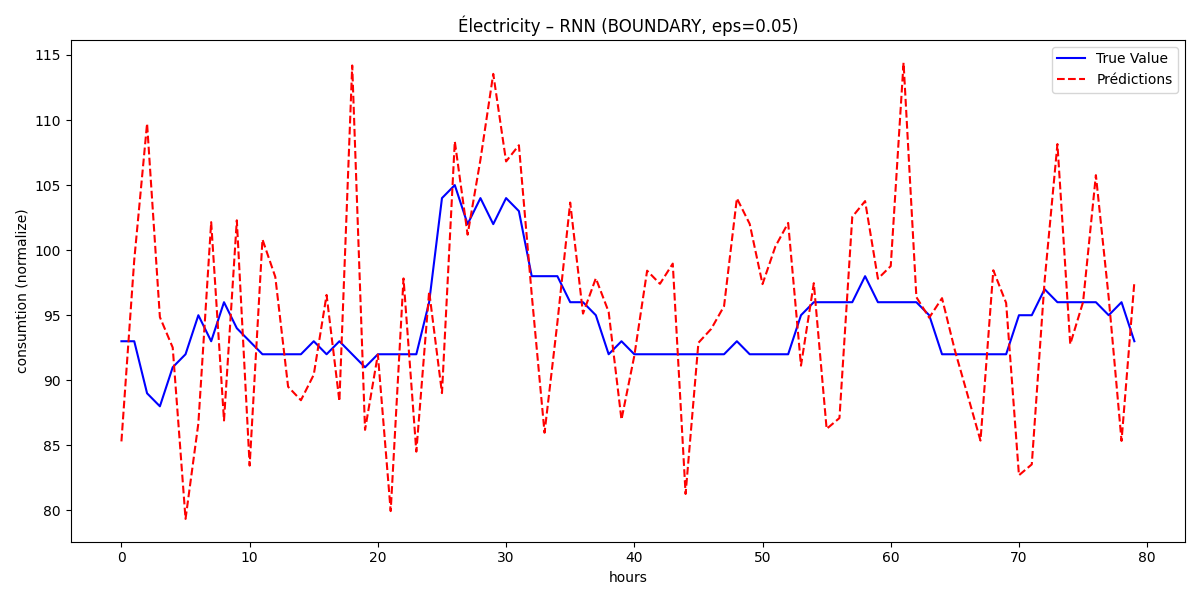 Électricity – RNN (BOUNDARY, eps=0.05)
True Value
Prédictions
consumtion (normalize)
115
110
105
100
95
90
85
80
0 10 20 30 40 50 60 70 80
hours